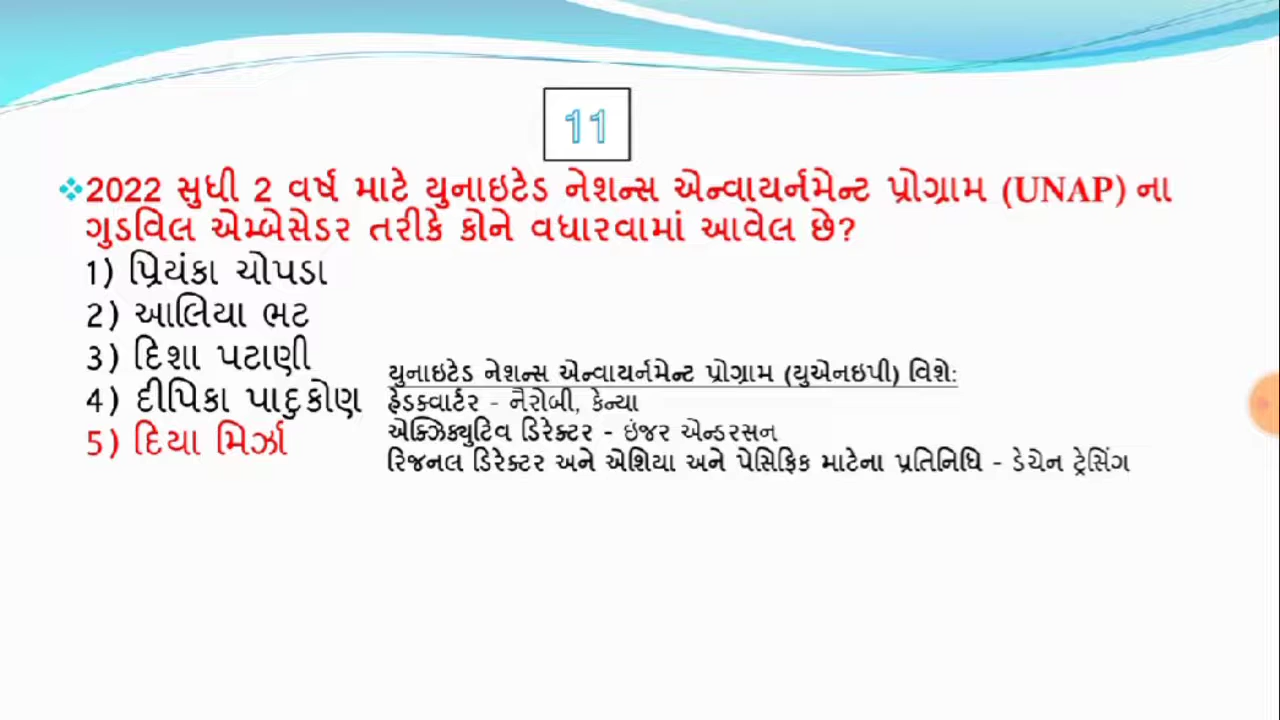 11
❖2022 સુધી 2 વર્ષ માટે યુનાઇટેડ નેશન્સ એન્વાયર્નમેન્ટ પ્રોગ્રામ (UNAP) ના
ગુડવિલ એમ્બેસેડર તરીકે કોને વધારવામાં આવેલ છે?
1) પ્રિયંકા ચોપડા
2) આલિયા ભટ
3) દિશા પટાણી
4) દીપિકા પાદુકોણ
5) દિયા મિર્ઝા
યુનાઇટેડ નેશન્સ એન્વાયર્નમેન્ટ પ્રોગ્રામ (યુએનઇપી) વિશે:
હેડક્વાર્ટર - નૈરોબી, કેન્યા
એક્ઝિક્યુટિવ ડિરેક્ટર - ઇંજર એન્ડરસન
રિજનલ ડિરેક્ટર અને એશિયા અને પેસિફિક માટેના પ્રતિનિધિ - ડેચેન ટ્રેસિંગ